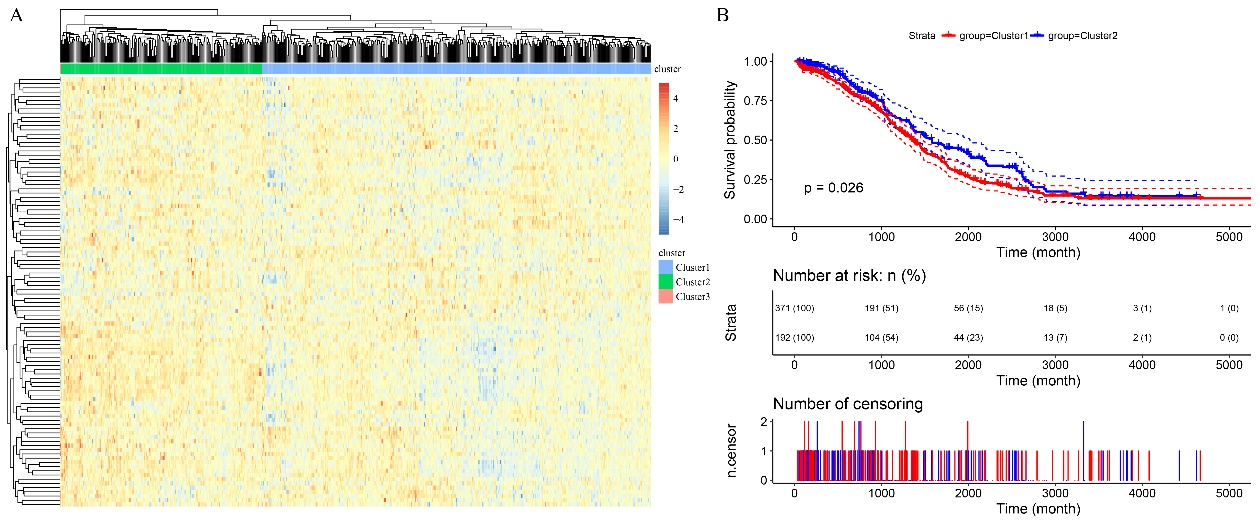 A
cluster
4
2
0
−2
−4
cluster
Cluster1
Cluster2
Cluster3
B
Strata group=Cluster1 group=Cluster2
1.00
0.75
0.50
0.25
0.00
Survival probability
p = 0.026
0 1000 2000 3000 4000 5000
Time (month)
Number at risk: n (%)
Strata
371 (100) 191 (51) 56 (15) 18 (5) 3 (1) 1 (0)
192 (100) 104 (54) 44 (23) 13 (7) 2 (1) 0 (0)
0 1000 2000 3000 4000 5000
Time (month)
Number of censoring
n.censor
2
1
0
0 1000 2000 3000 4000 5000
Time (month)